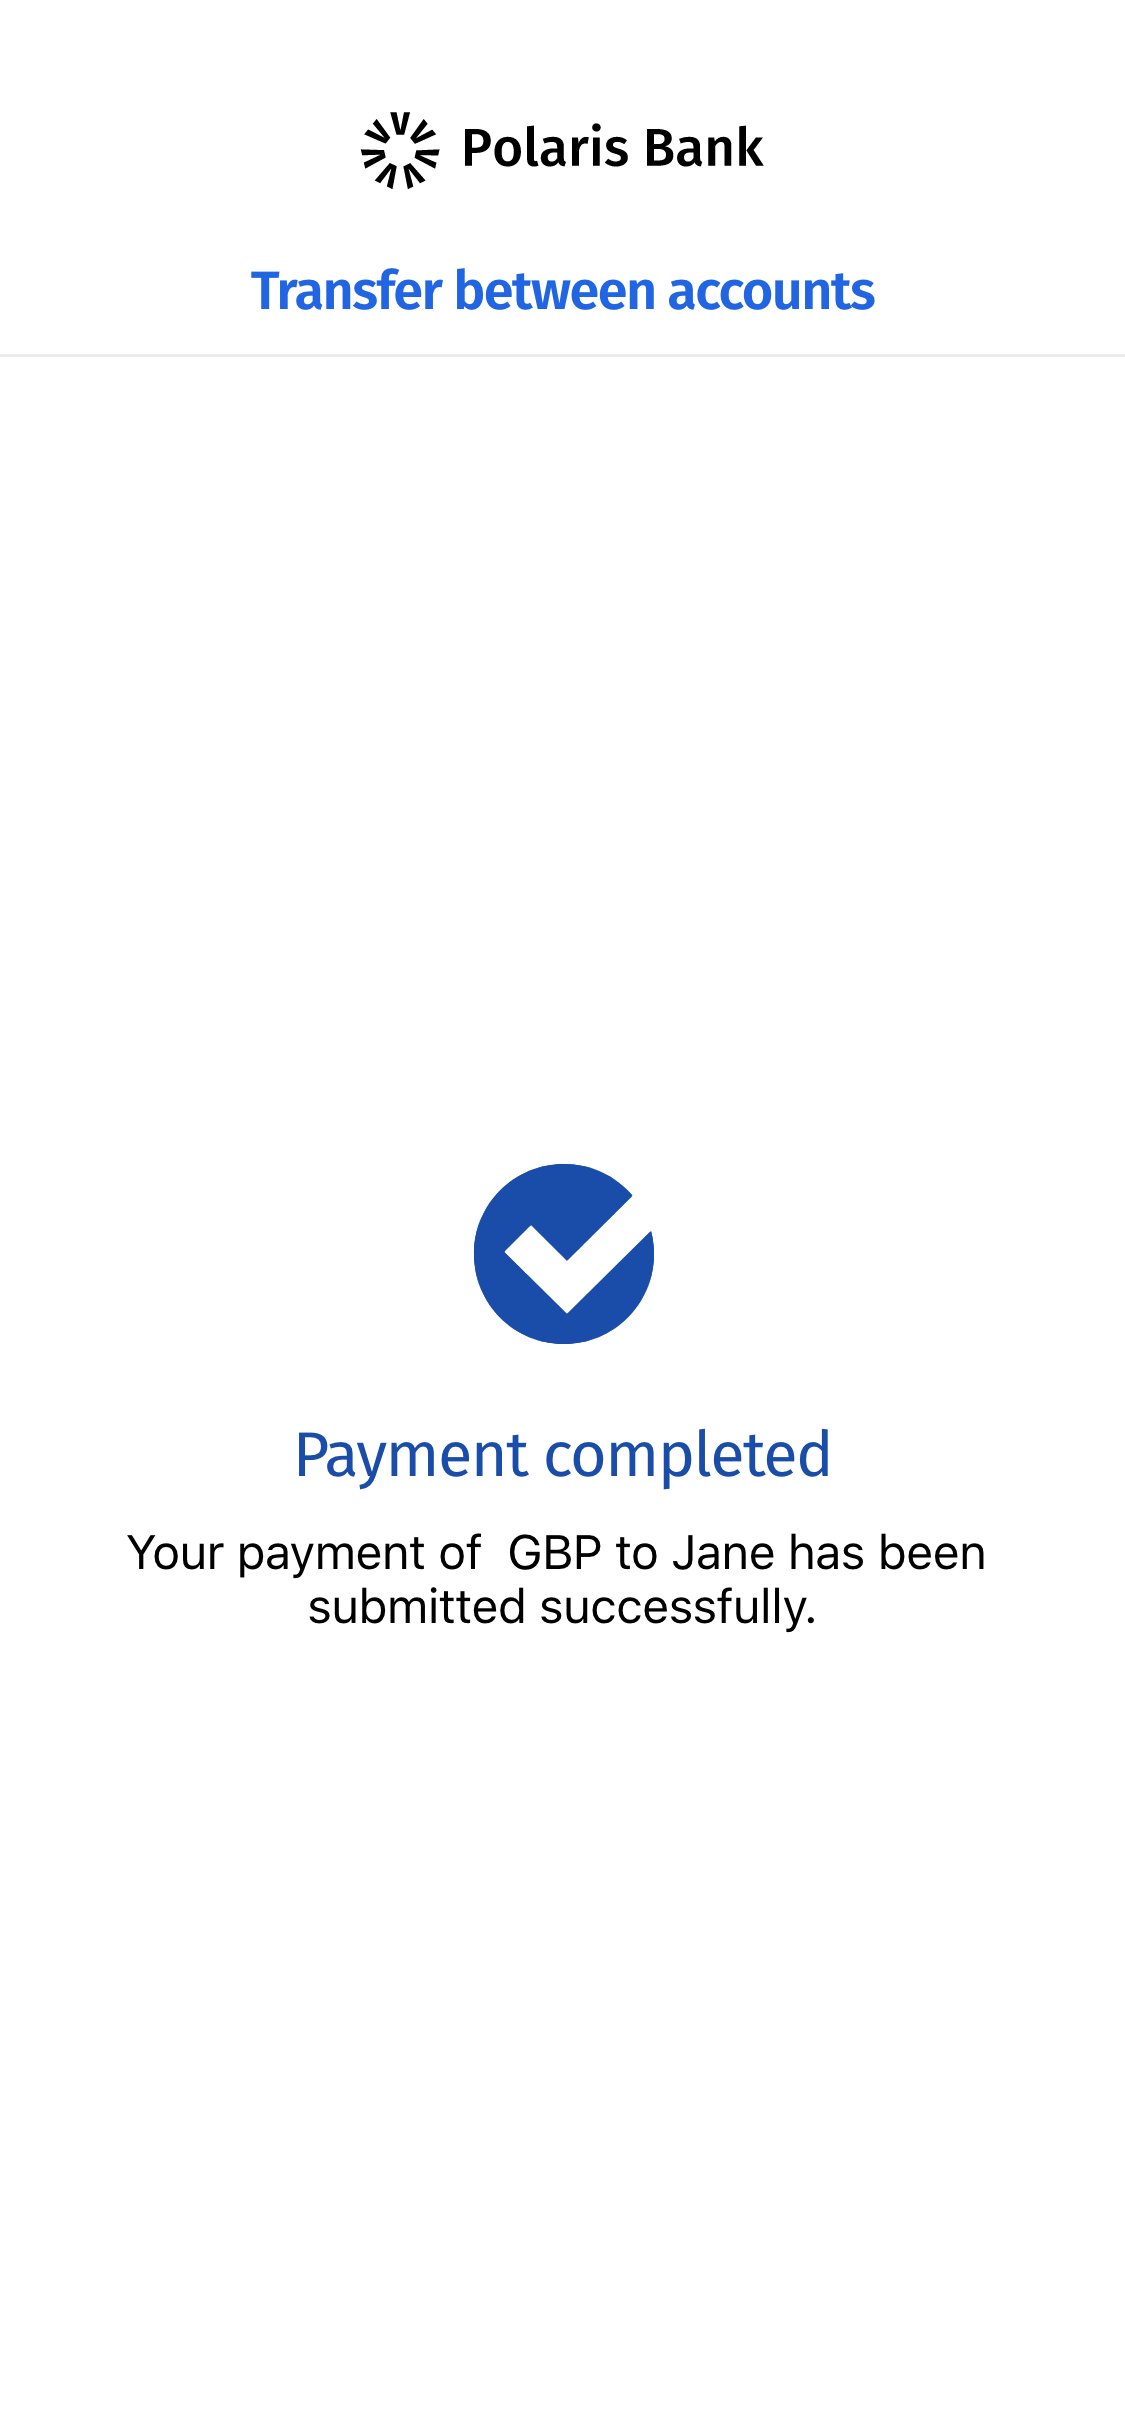 Polaris Bank
Transfer between accounts
Payment completed
Your payment of  GBP to Jane has been
submitted successfully.